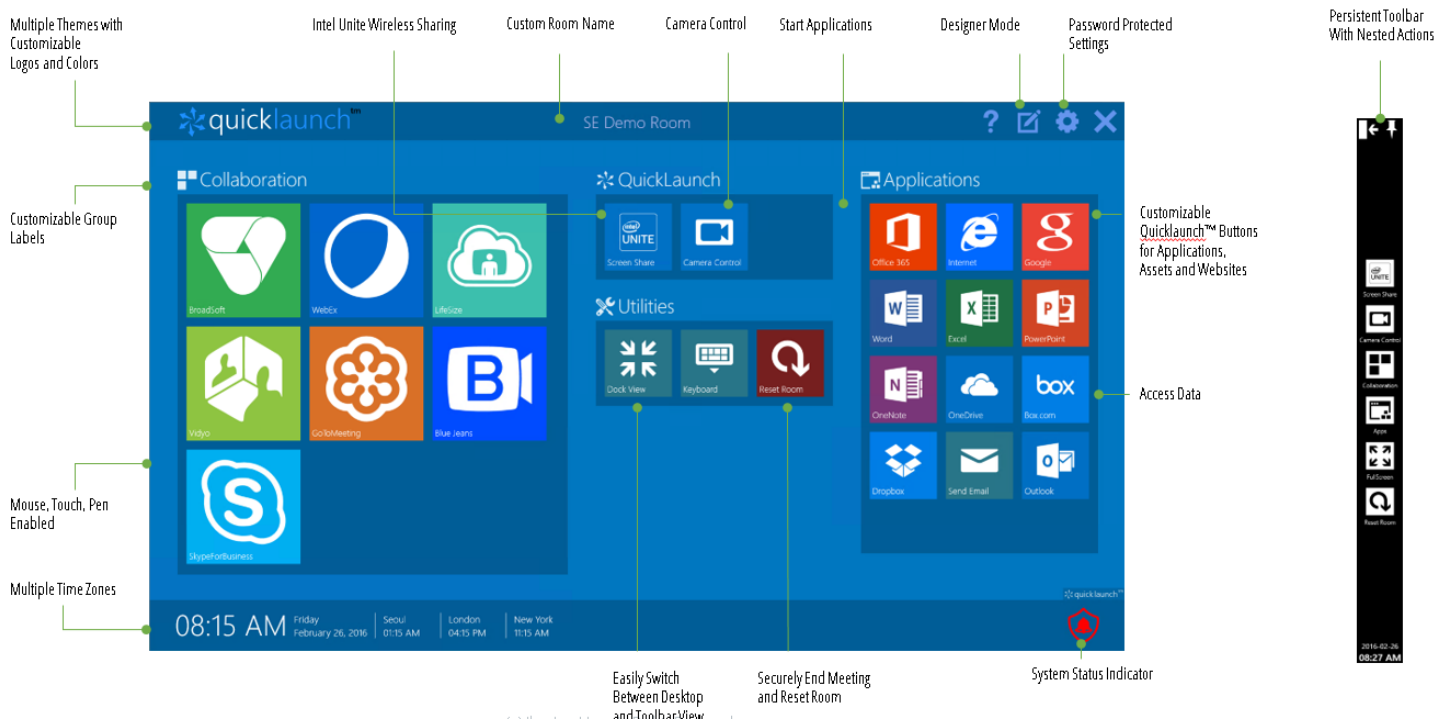 Multiple Themes with
Customizable
Logos and Colors
Intel Unite Wireless Sharing
Custom Room Name
Camera Control
Start Applications
Designer Mode
Password Protected
Settings
Persistent Toolbar
With Nested Actions
quicklaunch™
SE Demo Room
?
Collaboration
QuickLaunch
Applications
Customizable Group
Labels
BroadSoft
WebEx
LifeSize
intel
UNITE
Screen Share
Camera Control
Office 365
Internet
Google
Customizable
Quicklaunch™ Buttons
for Applications,
Assets and Websites
Utilities
Dock View
Keyboard
Reset Room
Word
Excel
PowerPoint
Vidyo
GoToMeeting
Blue Jeans
OneNote
OneDrive
box
Box.com
Access Data
Dropbox
Send Email
Outlook
SkypeForBusiness
Mouse, Touch, Pen
Enabled
Multiple Time Zones
quicklaunch™
08:15 AM
Friday
February 26, 2016
Seoul
01:15 AM
London
04:15 PM
New York
11:15 AM
Easily Switch
Between Desktop
and Toolbar View
Securely End Meeting
and Reset Room
System Status Indicator
UNITE
Screen Share
Camera Control
Collaboration
Apps
FullScreen
Reset Room
2016-02-26
08:27 AM